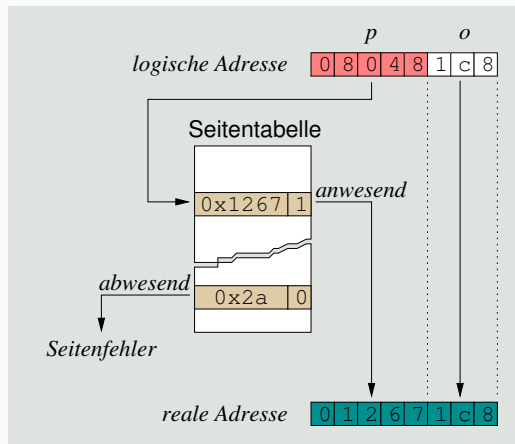 p o
logische Adresse 0 8 0 4 8 1 c 8
Seitentabelle
0x1267 1 anwesend
abwesend
0x2a 0
Seitenfehler
reale Adresse 0 1 2 6 7 1 c 8